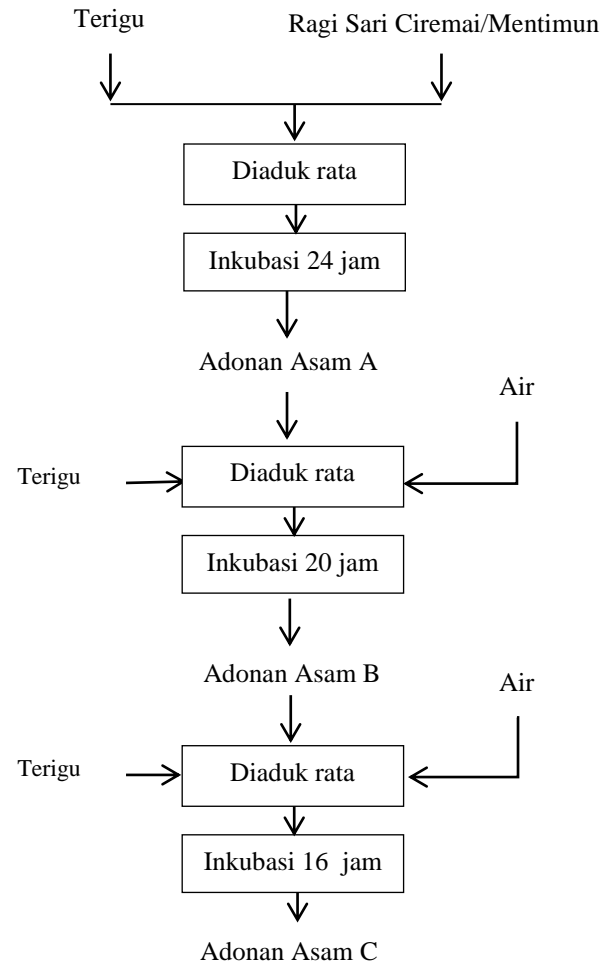 Terigu
Ragi Sari Ciremai/Mentimun
Diaduk rata
Inkubasi 24 jam
Adonan Asam A
Air
Terigu
Diaduk rata
Inkubasi 20 jam
Adonan Asam B
Air
Terigu
Diaduk rata
Inkubasi 16 jam
Adonan Asam C